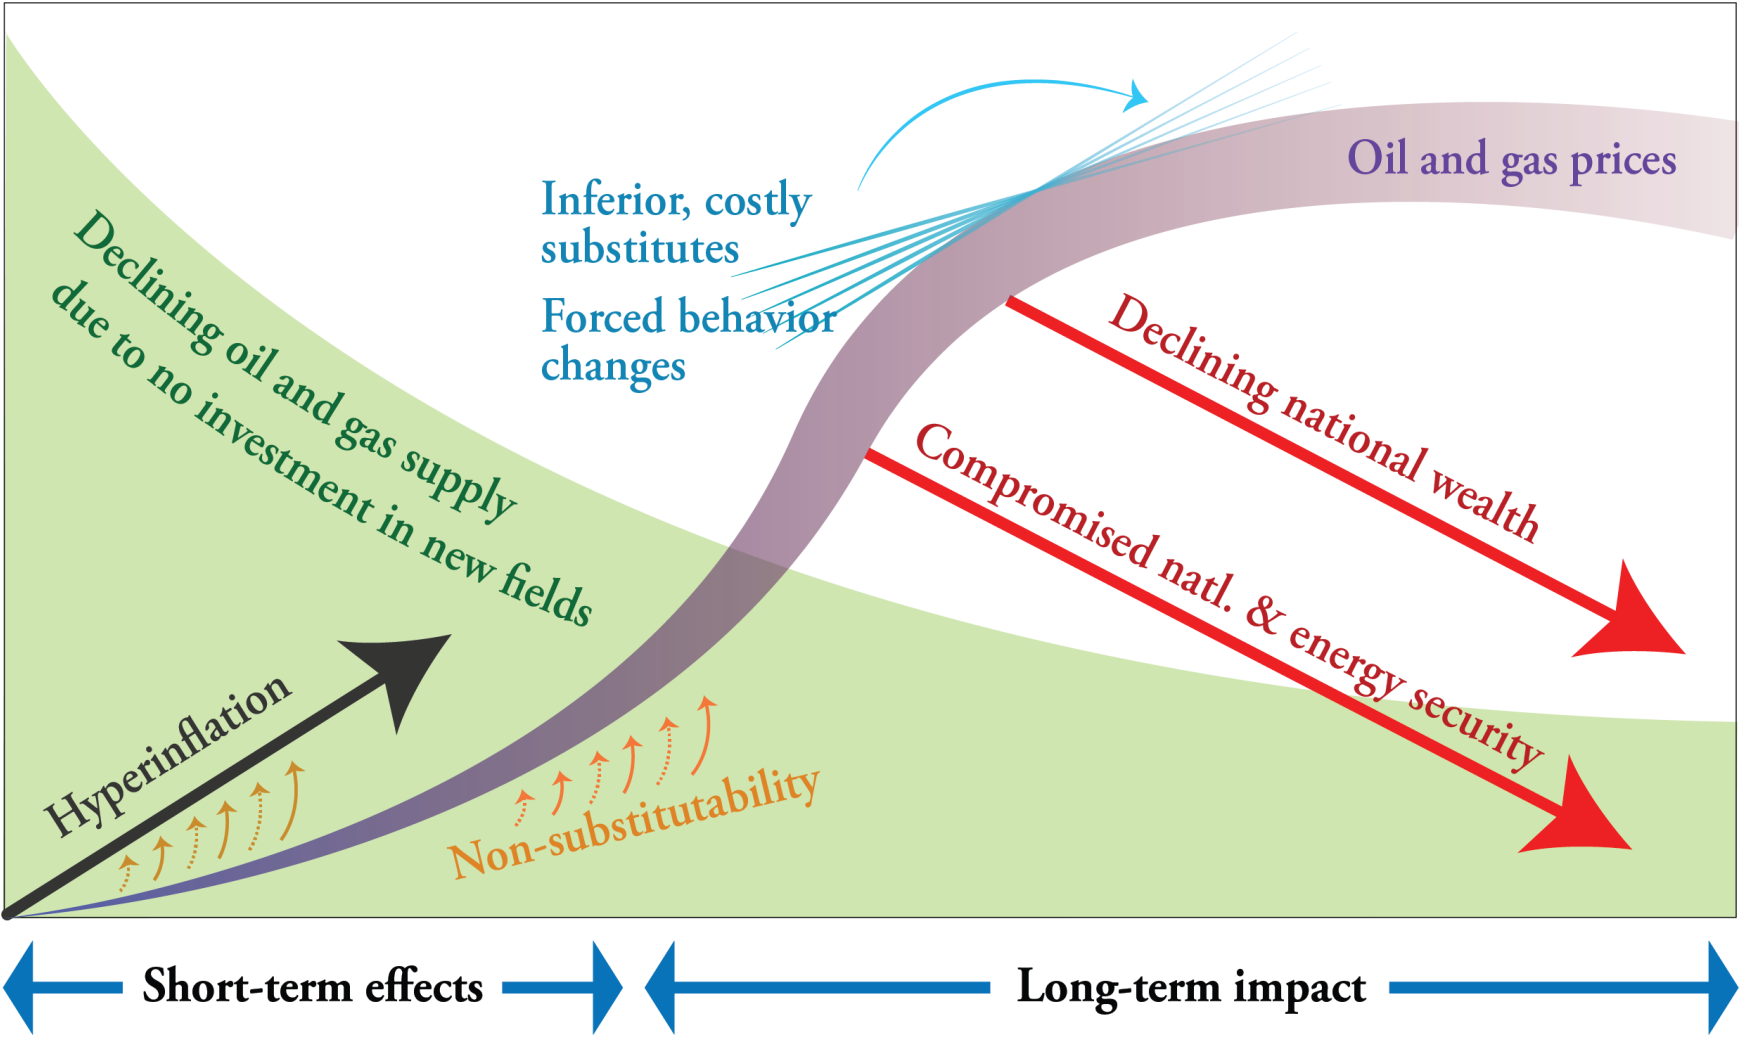 Declining oil and gas supply
due to no investment in new fields
Inferior, costly
substitutes
Forced behavior
changes
Oil and gas prices
Declining national wealth
Compromised natl. & energy security
Hyperinflation
Non-substitutability
Short-term effects
Long-term impact